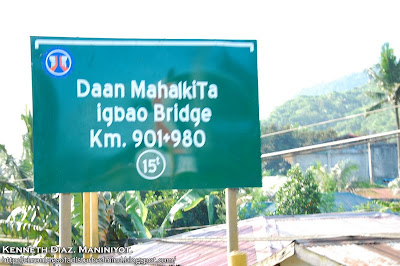 Daan MahalkiTa
igbao Bridge
Km. 901+980
15ᵗ
Kenneth Diaz Maniniyot